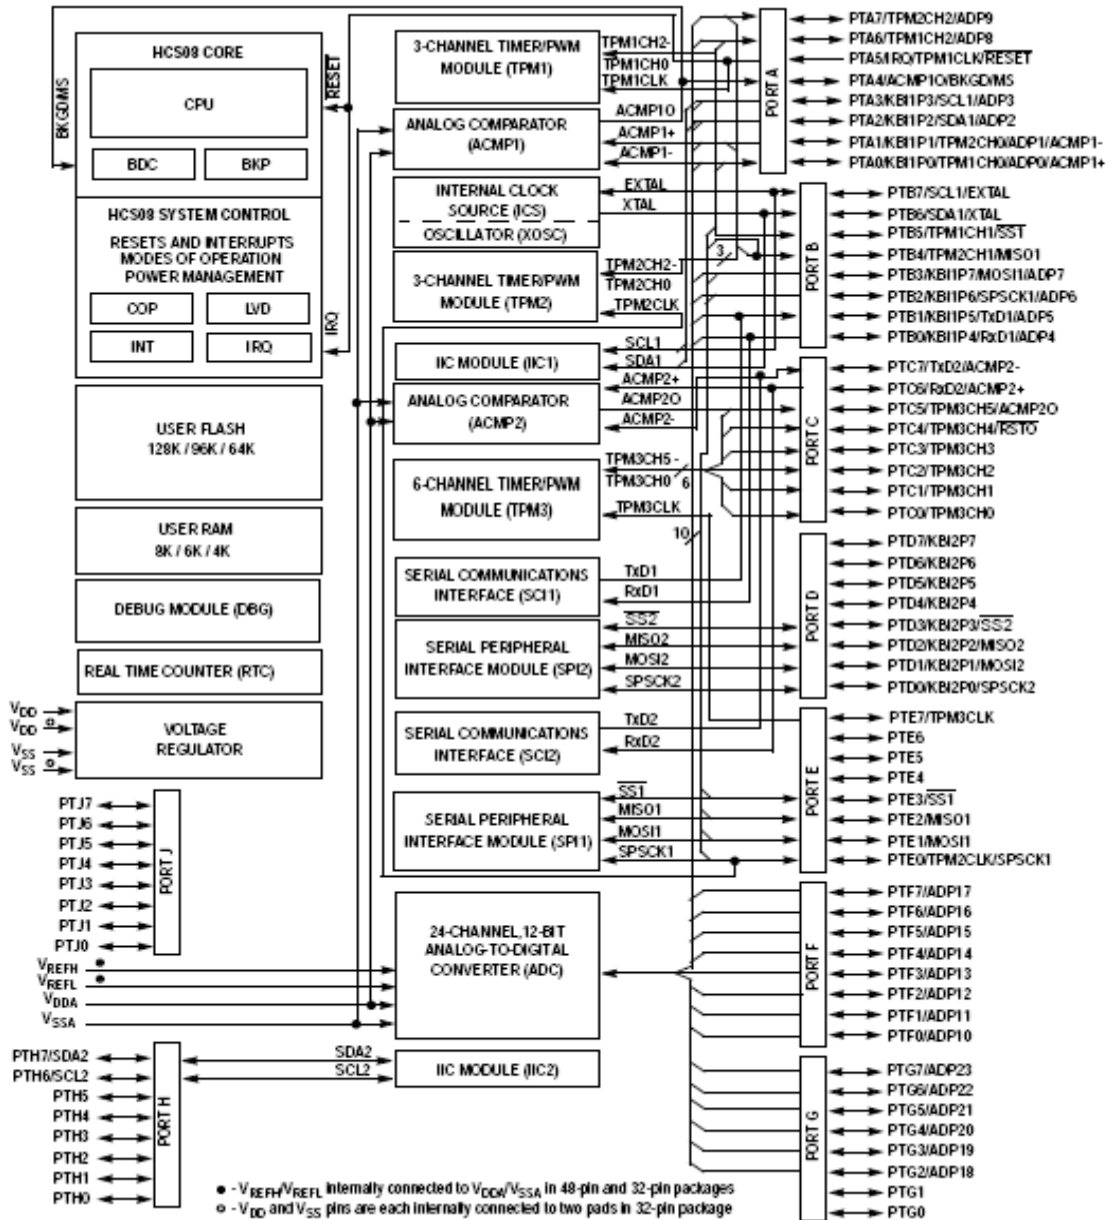 HCS08 CORE
CPU
BDC
BKP
BKGD/MS
RESET
HCS08 SYSTEM CONTROL
RESETS AND INTERRUPTS
MODES OF OPERATION
POWER MANAGEMENT
COP
LVD
INT
IRQ
IRQ
USER FLASH
128K / 96K / 64K
USER RAM
8K / 6K / 4K
DEBUG MODULE (DBG)
REAL TIME COUNTER (RTC)
VOLTAGE
REGULATOR
VDD
VDD
VSS
VSS
PTJ7
PTJ6
PTJ5
PTJ4
PTJ3
PTJ2
PTJ1
PTJ0
PORT J
VREFH
VREFL
VDDA
VSSA
PTH7/SDA2
PTH6/SCL2
PTH5
PTH4
PTH3
PTH2
PTH1
PTH0
PORT H
SDA2
SCL2
3-CHANNEL TIMER/PWM
MODULE (TPM1)
TPM1CH2-
TPM1CH0
TPM1CLK
ANALOG COMPARATOR
(ACMP1)
ACMP1O
ACMP1+
ACMP1-
INTERNAL CLOCK
SOURCE (ICS)
OSCILLATOR (XOSC)
EXTAL
XTAL
3-CHANNEL TIMER/PWM
MODULE (TPM2)
TPM2CH2-
TPM2CH0
TPM2CLK
3
IIC MODULE (IIC1)
SCL1
SDA1
ANALOG COMPARATOR
(ACMP2)
ACMP2+
ACMP2O
ACMP2-
6-CHANNEL TIMER/PWM
MODULE (TPM3)
TPM3CH5 -
TPM3CH0
6
TPM3CLK
10
SERIAL COMMUNICATIONS
INTERFACE (SCI1)
TxD1
RxD1
SERIAL PERIPHERAL
INTERFACE MODULE (SPI2)
SS2
MISO2
MOSI2
SPSCK2
SERIAL COMMUNICATIONS
INTERFACE (SCI2)
TxD2
RxD2
SERIAL PERIPHERAL
INTERFACE MODULE (SPI1)
SS1
MISO1
MOSI1
SPSCK1
24-CHANNEL,12-BIT
ANALOG-TO-DIGITAL
CONVERTER (ADC)
IIC MODULE (IIC2)
PORT A
PTA7/TPM2CH2/ADP9
PTA6/TPM1CH2/ADP8
PTA5/IRQ/TPM1CLK/RESET
PTA4/ACMP1O/BKGD/MS
PTA3/KBI1P3/SCL1/ADP3
PTA2/KBI1P2/SDA1/ADP2
PTA1/KBI1P1/TPM2CH0/ADP1/ACMP1-
PTA0/KBI1P0/TPM1CH0/ADP0/ACMP1+
PORT B
PTB7/SCL1/EXTAL
PTB6/SDA1/XTAL
PTB5/TPM1CH1/SS1
PTB4/TPM2CH1/MISO1
PTB3/KBI1P7/MOSI1/ADP7
PTB2/KBI1P6/SPSCK1/ADP6
PTB1/KBI1P5/TxD1/ADP5
PTB0/KBI1P4/RxD1/ADP4
PORT C
PTC7/TxD2/ACMP2-
PTC6/RxD2/ACMP2+
PTC5/TPM3CH5/ACMP2O
PTC4/TPM3CH4/RSTO
PTC3/TPM3CH3
PTC2/TPM3CH2
PTC1/TPM3CH1
PTC0/TPM3CH0
PORT D
PTD7/KBI2P7
PTD6/KBI2P6
PTD5/KBI2P5
PTD4/KBI2P4
PTD3/KBI2P3/SS2
PTD2/KBI2P2/MISO2
PTD1/KBI2P1/MOSI2
PTD0/KBI2P0/SPSCK2
PORT E
PTE7/TPM3CLK
PTE6
PTE5
PTE4
PTE3/SS1
PTE2/MISO1
PTE1/MOSI1
PTE0/TPM2CLK/SPSCK1
PORT F
PTF7/ADP17
PTF6/ADP16
PTF5/ADP15
PTF4/ADP14
PTF3/ADP13
PTF2/ADP12
PTF1/ADP11
PTF0/ADP10
PORT G
PTG7/ADP23
PTG6/ADP22
PTG5/ADP21
PTG4/ADP20
PTG3/ADP19
PTG2/ADP18
PTG1
PTG0
● - VREFH/VREFL internally connected to VDDA/VSSA in 48-pin and 32-pin packages
○ - VDD and VSS pins are each internally connected to two pads in 32-pin package